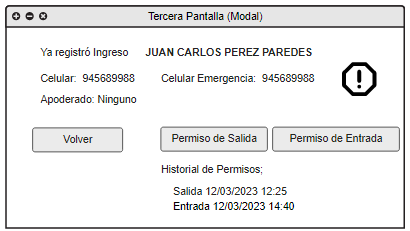 Tercera Pantalla (Modal)
Ya registró Ingreso JUAN CARLOS PEREZ PAREDES
Celular: 945689988 Celular Emergencia: 945689988
Apoderado: Ninguno
Volver Permiso de Salida Permiso de Entrada
Historial de Permisos;
Salida 12/03/2023 12:25
Entrada 12/03/2023 14:40